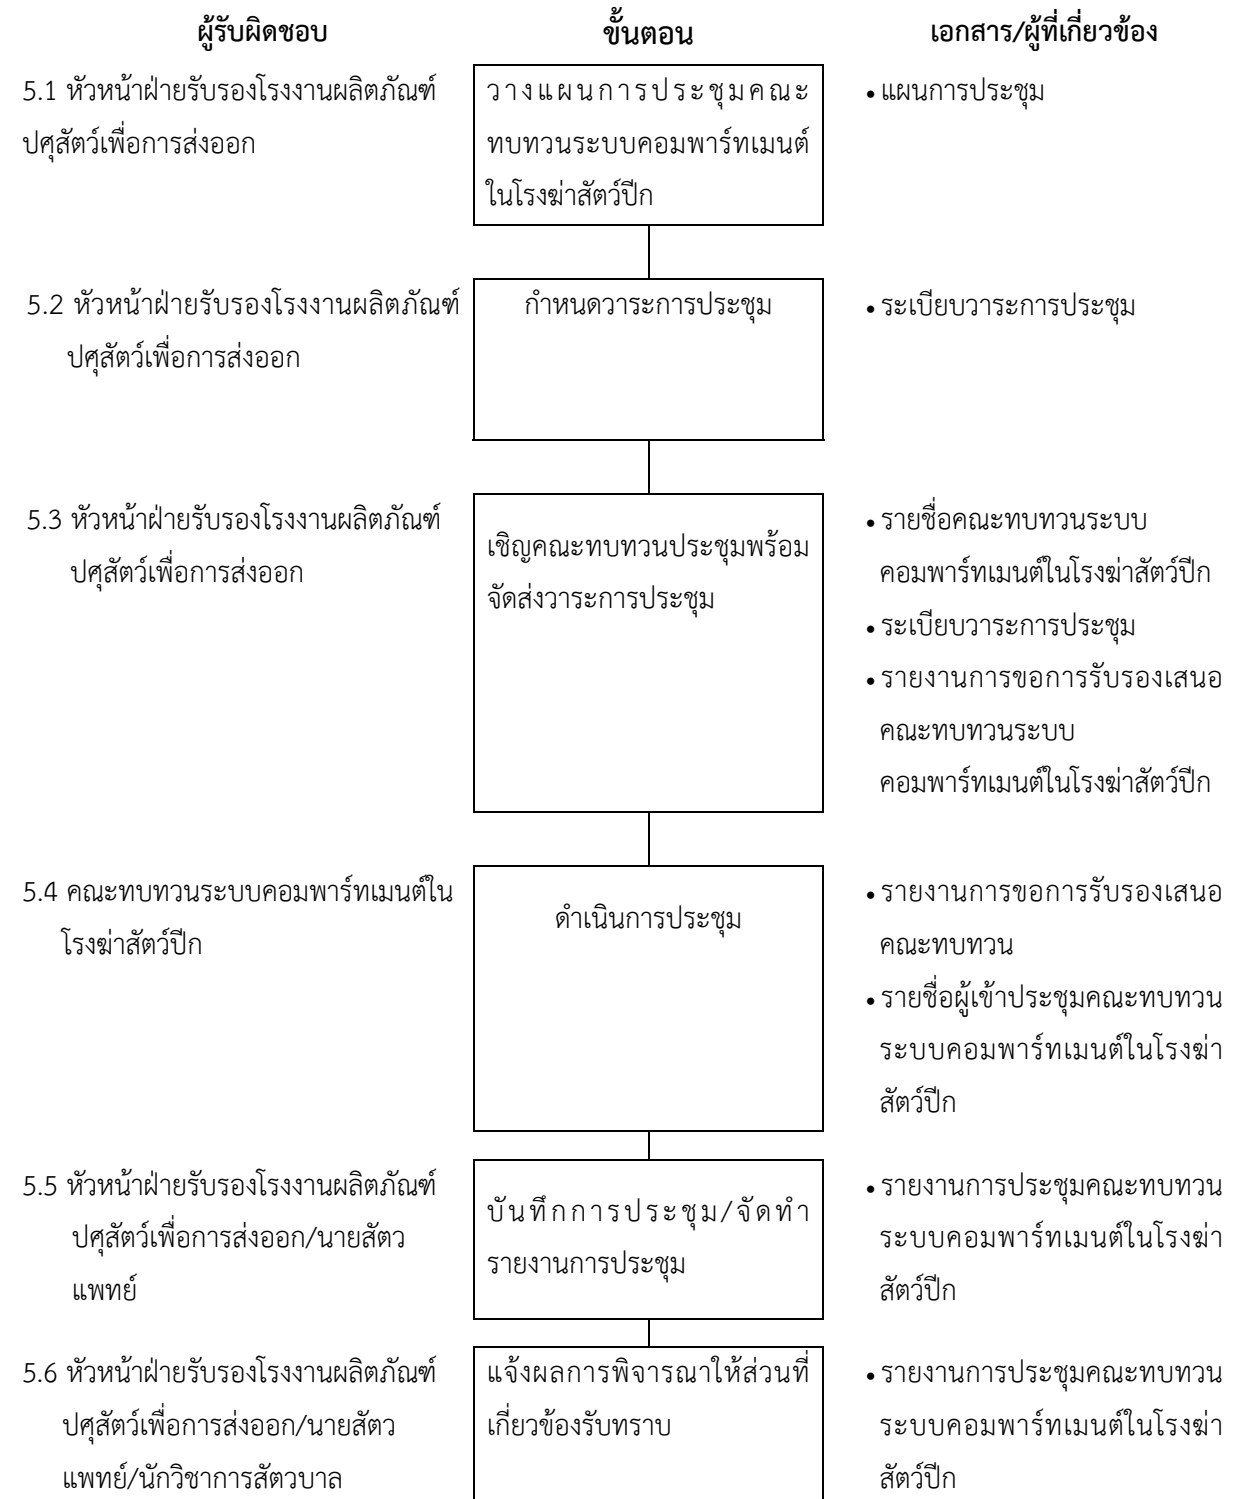 ผู้รับผิดชอบ
ขั้นตอน
เอกสาร/ผู้ที่เกี่ยวข้อง
5.1 หัวหน้าฝ่ายรับรองโรงงานผลิตภัณฑ์
ปศุสัตว์เพื่อการส่งออก
วางแผนการประชุมคณะ
ทบทวนระบบคอมพาร์ทเมนต์
ในโรงฆ่าสัตว์ปีก
• แผนการประชุม
5.2 หัวหน้าฝ่ายรับรองโรงงานผลิตภัณฑ์
ปศุสัตว์เพื่อการส่งออก
กำหนดวาระการประชุม
• ระเบียบวาระการประชุม
5.3 หัวหน้าฝ่ายรับรองโรงงานผลิตภัณฑ์
ปศุสัตว์เพื่อการส่งออก
เชิญคณะทบทวนประชุมพร้อม
จัดส่งวาระการประชุม
• รายชื่อคณะทบทวนระบบ
คอมพาร์ทเมนต์ในโรงฆ่าสัตว์ปีก
• ระเบียบวาระการประชุม
• รายงานการขอการรับรองเสนอ
คณะทบทวนระบบ
คอมพาร์ทเมนต์ในโรงฆ่าสัตว์ปีก
5.4 คณะทบทวนระบบคอมพาร์ทเมนต์ใน
โรงฆ่าสัตว์ปีก
ดำเนินการประชุม
• รายงานการขอการรับรองเสนอ
คณะทบทวน
• รายชื่อผู้เข้าประชุมคณะทบทวน
ระบบคอมพาร์ทเมนต์ในโรงฆ่า
สัตว์ปีก
5.5 หัวหน้าฝ่ายรับรองโรงงานผลิตภัณฑ์
ปศุสัตว์เพื่อการส่งออก/นายสัตว
แพทย์
บันทึกการประชุม/จัดทำ
รายงานการประชุม
• รายงานการประชุมคณะทบทวน
ระบบคอมพาร์ทเมนต์ในโรงฆ่า
สัตว์ปีก
5.6 หัวหน้าฝ่ายรับรองโรงงานผลิตภัณฑ์
ปศุสัตว์เพื่อการส่งออก/นายสัตว
แพทย์/นักวิชาการสัตวบาล
แจ้งผลการพิจารณาให้ส่วนที่
เกี่ยวข้องรับทราบ
• รายงานการประชุมคณะทบทวน
ระบบคอมพาร์ทเมนต์ในโรงฆ่า
สัตว์ปีก